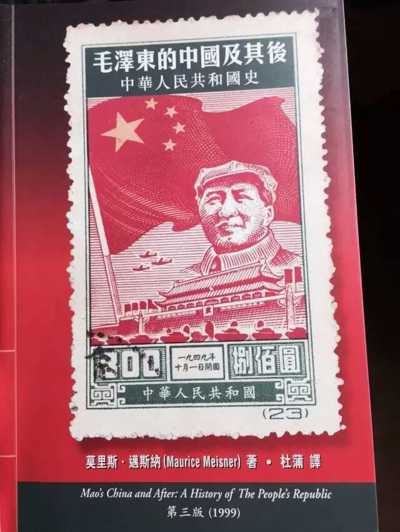 毛澤東的中國及其後
中華人民共和國史
800
一九四九年
十月一日開國
捌佰圓
中華人民共和國
(23)
莫里斯·邁斯納(Maurice Meisner) 著 • 杜蒲 譯
Mao's China and After: A History of The People's Republic
第三版 (1999)